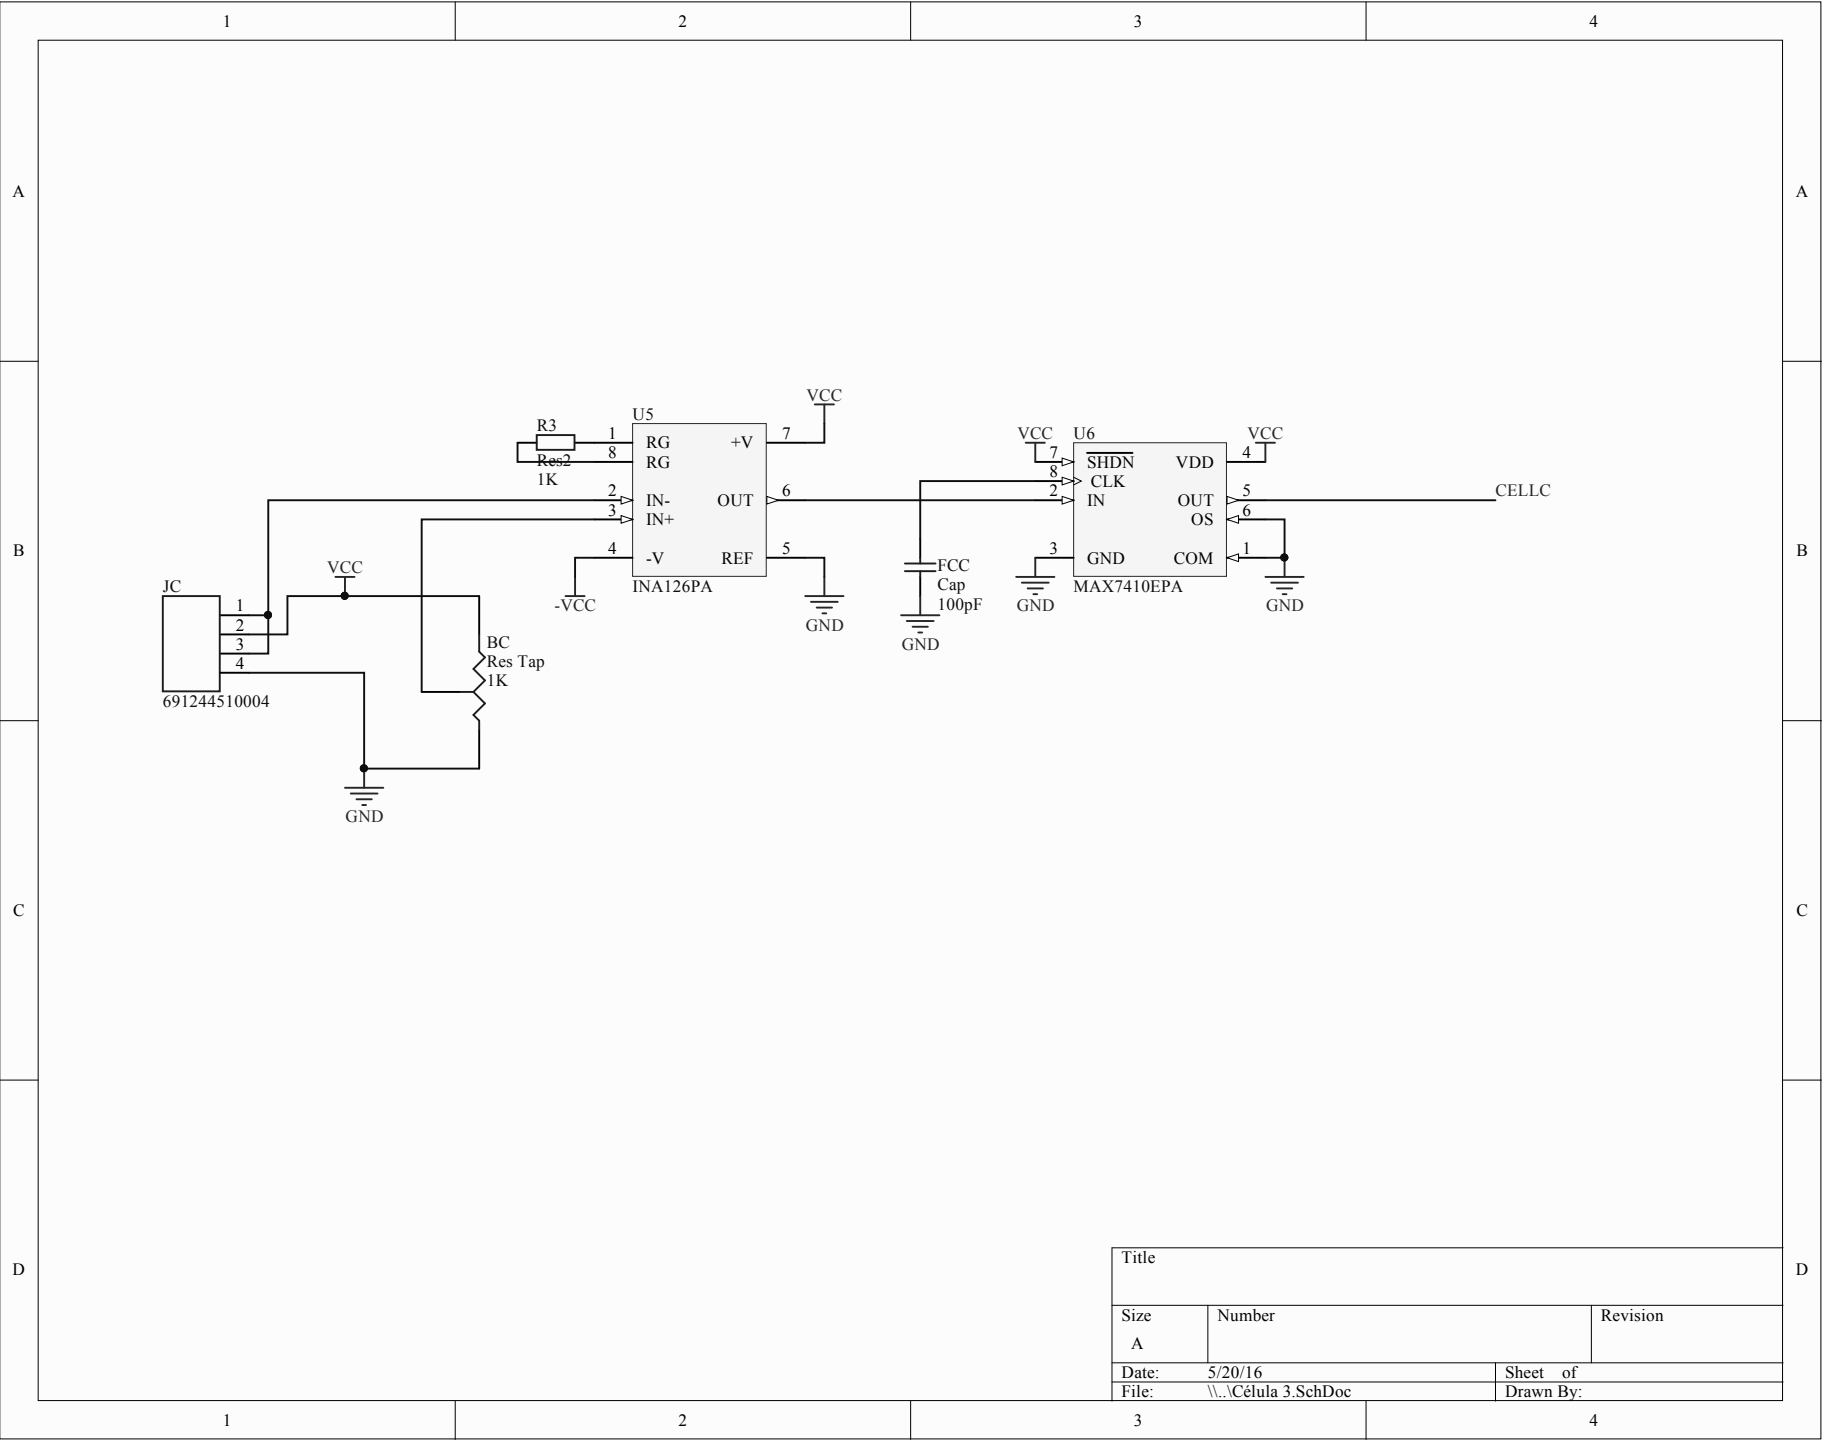 1 2 3 4
A A
VCC
R3 U5
1 RG +V 7
8 RG
Res2
1K
2 IN- OUT 6
3 IN+
4 -V REF 5
-VCC INA126PA
GND
VCC U6 VCC
7 SHDN VDD 4
8 CLK
2 IN OUT 5 CELLC
OS 6
3 GND COM 1
GND MAX7410EPA GND
FCC
Cap
100pF
GND
B B
VCC
JC
1
2
3
4
691244510004
BC
Res Tap
1K
GND
C C
D D
Title
Size Number Revision
A
Date: 5/20/16 Sheet of
File: \\..\Célula 3.SchDoc Drawn By:
1 2 3 4